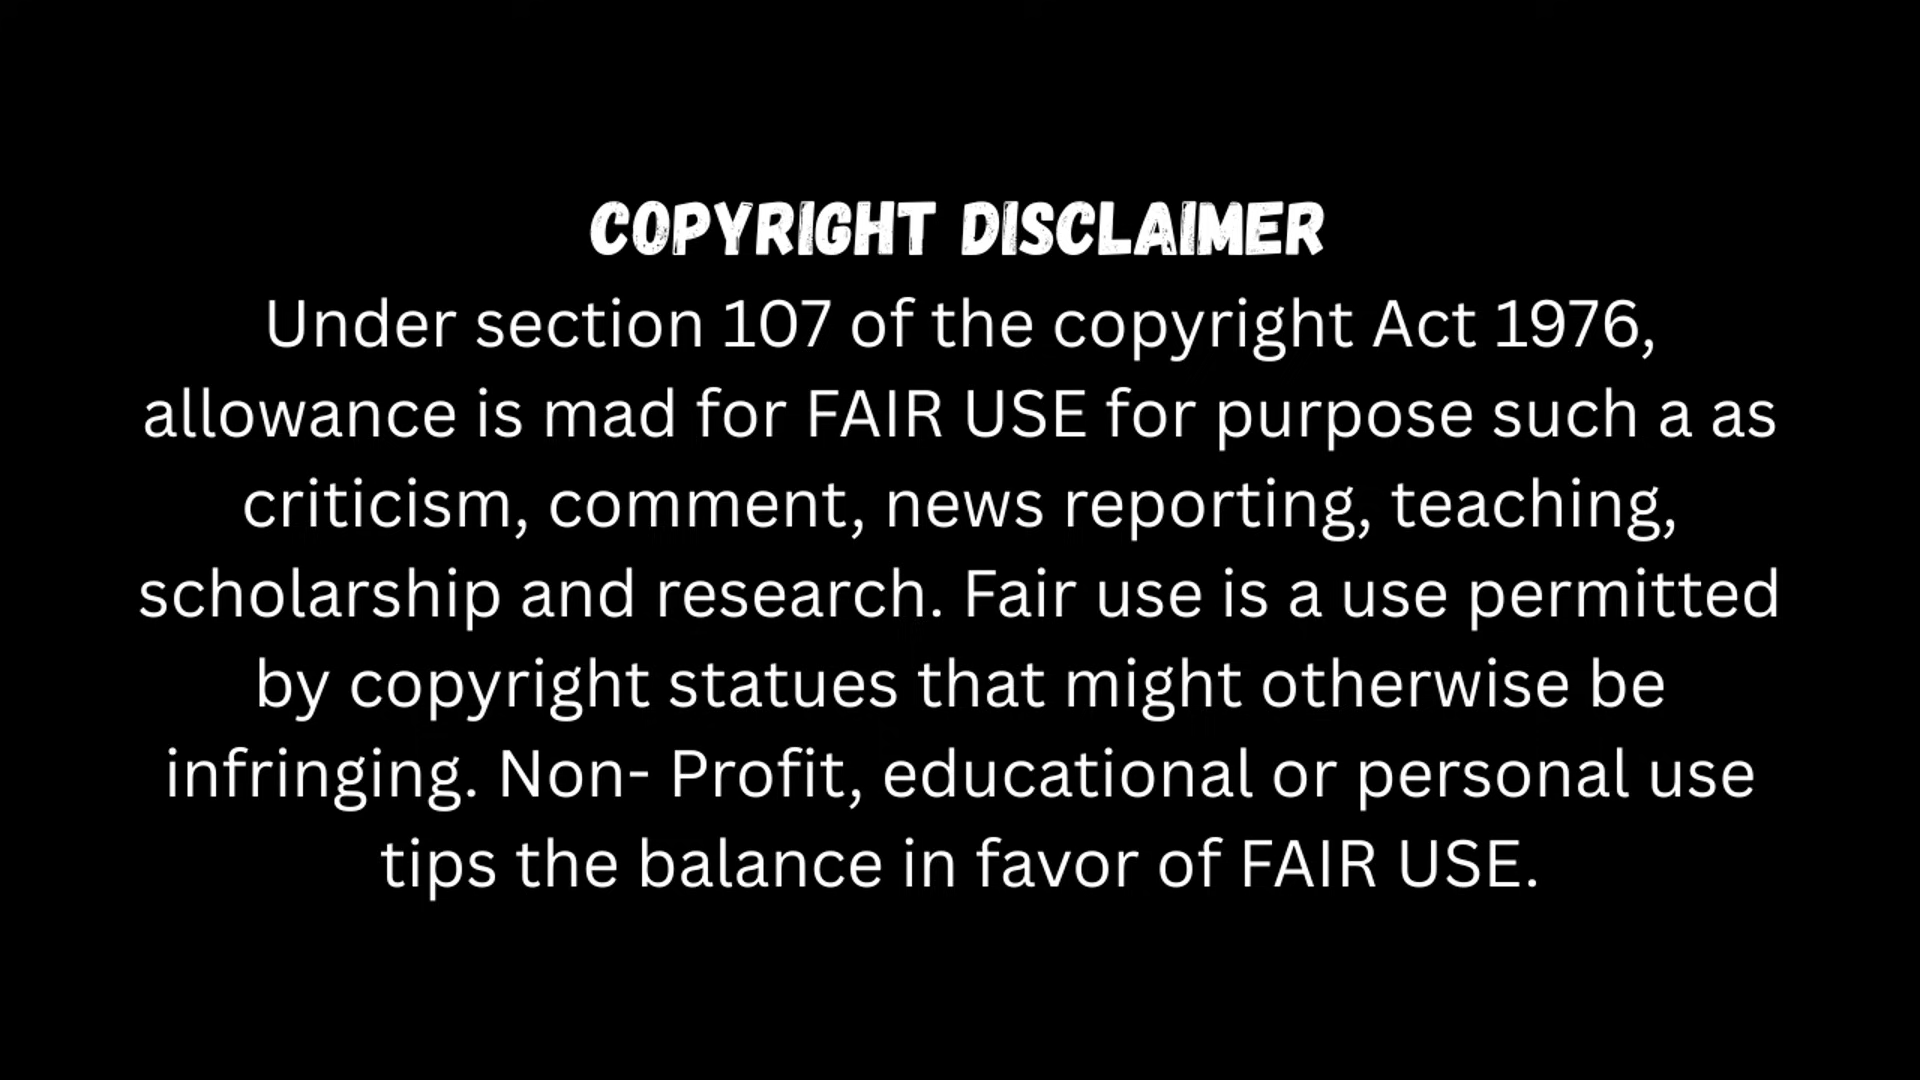 COPYRIGHT DISCLAIMER
Under section 107 of the copyright Act 1976,
allowance is mad for FAIR USE for purpose such a as
criticism, comment, news reporting, teaching,
scholarship and research. Fair use is a use permitted
by copyright statues that might otherwise be
infringing. Non- Profit, educational or personal use
tips the balance in favor of FAIR USE.